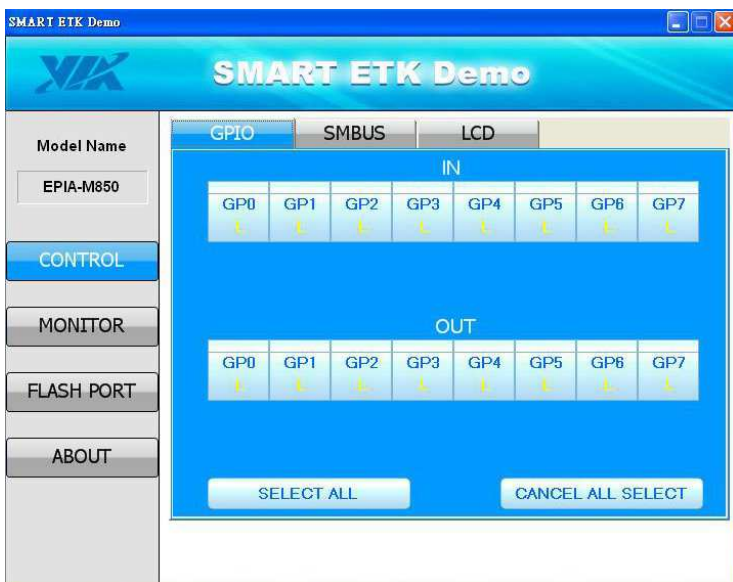 SMART ETK Demo
VIA SMART ETK Demo
Model Name
EPIA-M850
CONTROL
MONITOR
FLASH PORT
ABOUT
GPIO SMBUS LCD
IN
GP0 GP1 GP2 GP3 GP4 GP5 GP6 GP7
L L L L L L L L
OUT
GP0 GP1 GP2 GP3 GP4 GP5 GP6 GP7
L L L L L L L L
SELECT ALL CANCEL ALL SELECT